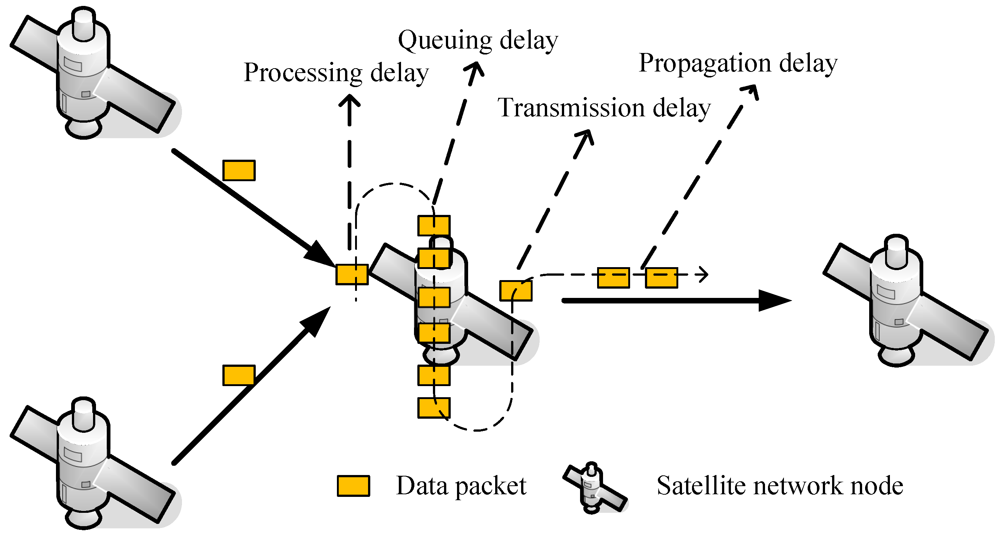 Queuing delay
Processing delay
Propagation delay
Transmission delay
Data packet
Satellite network node